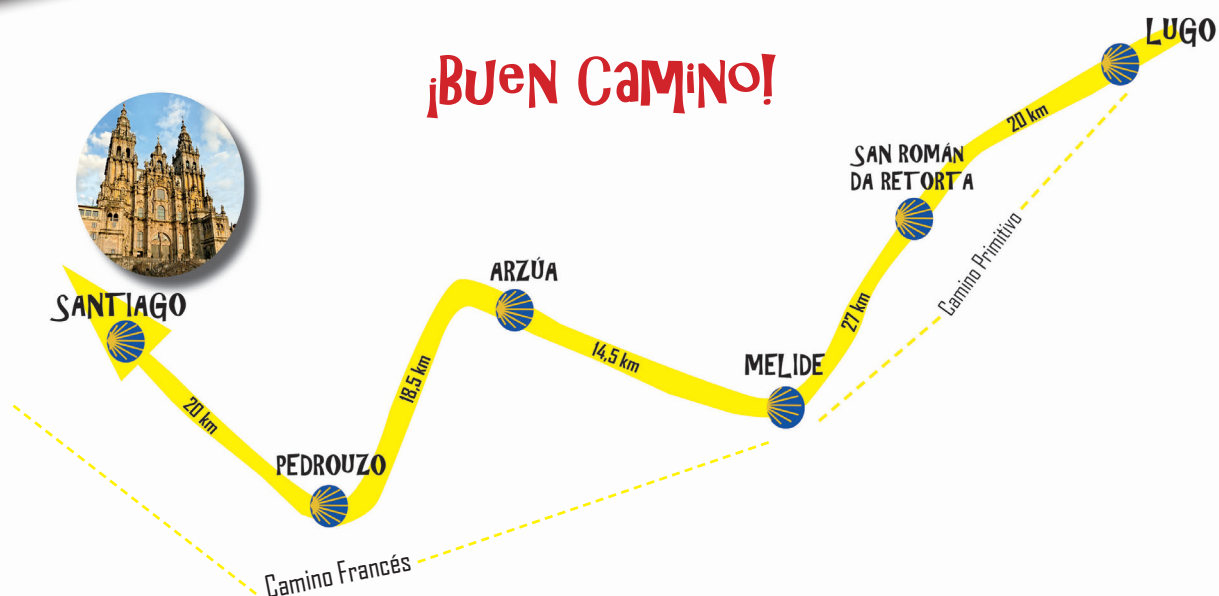 ¡BUEN CAMINO!
LUGO
20 km
SAN ROMÁN
DA RETORTA
Camino Primitivo
27 km
ARZÚA
14,5 km
MELIDE
SANTIAGO
18,5 km
20 km
PEDROUZO
Camino Francés